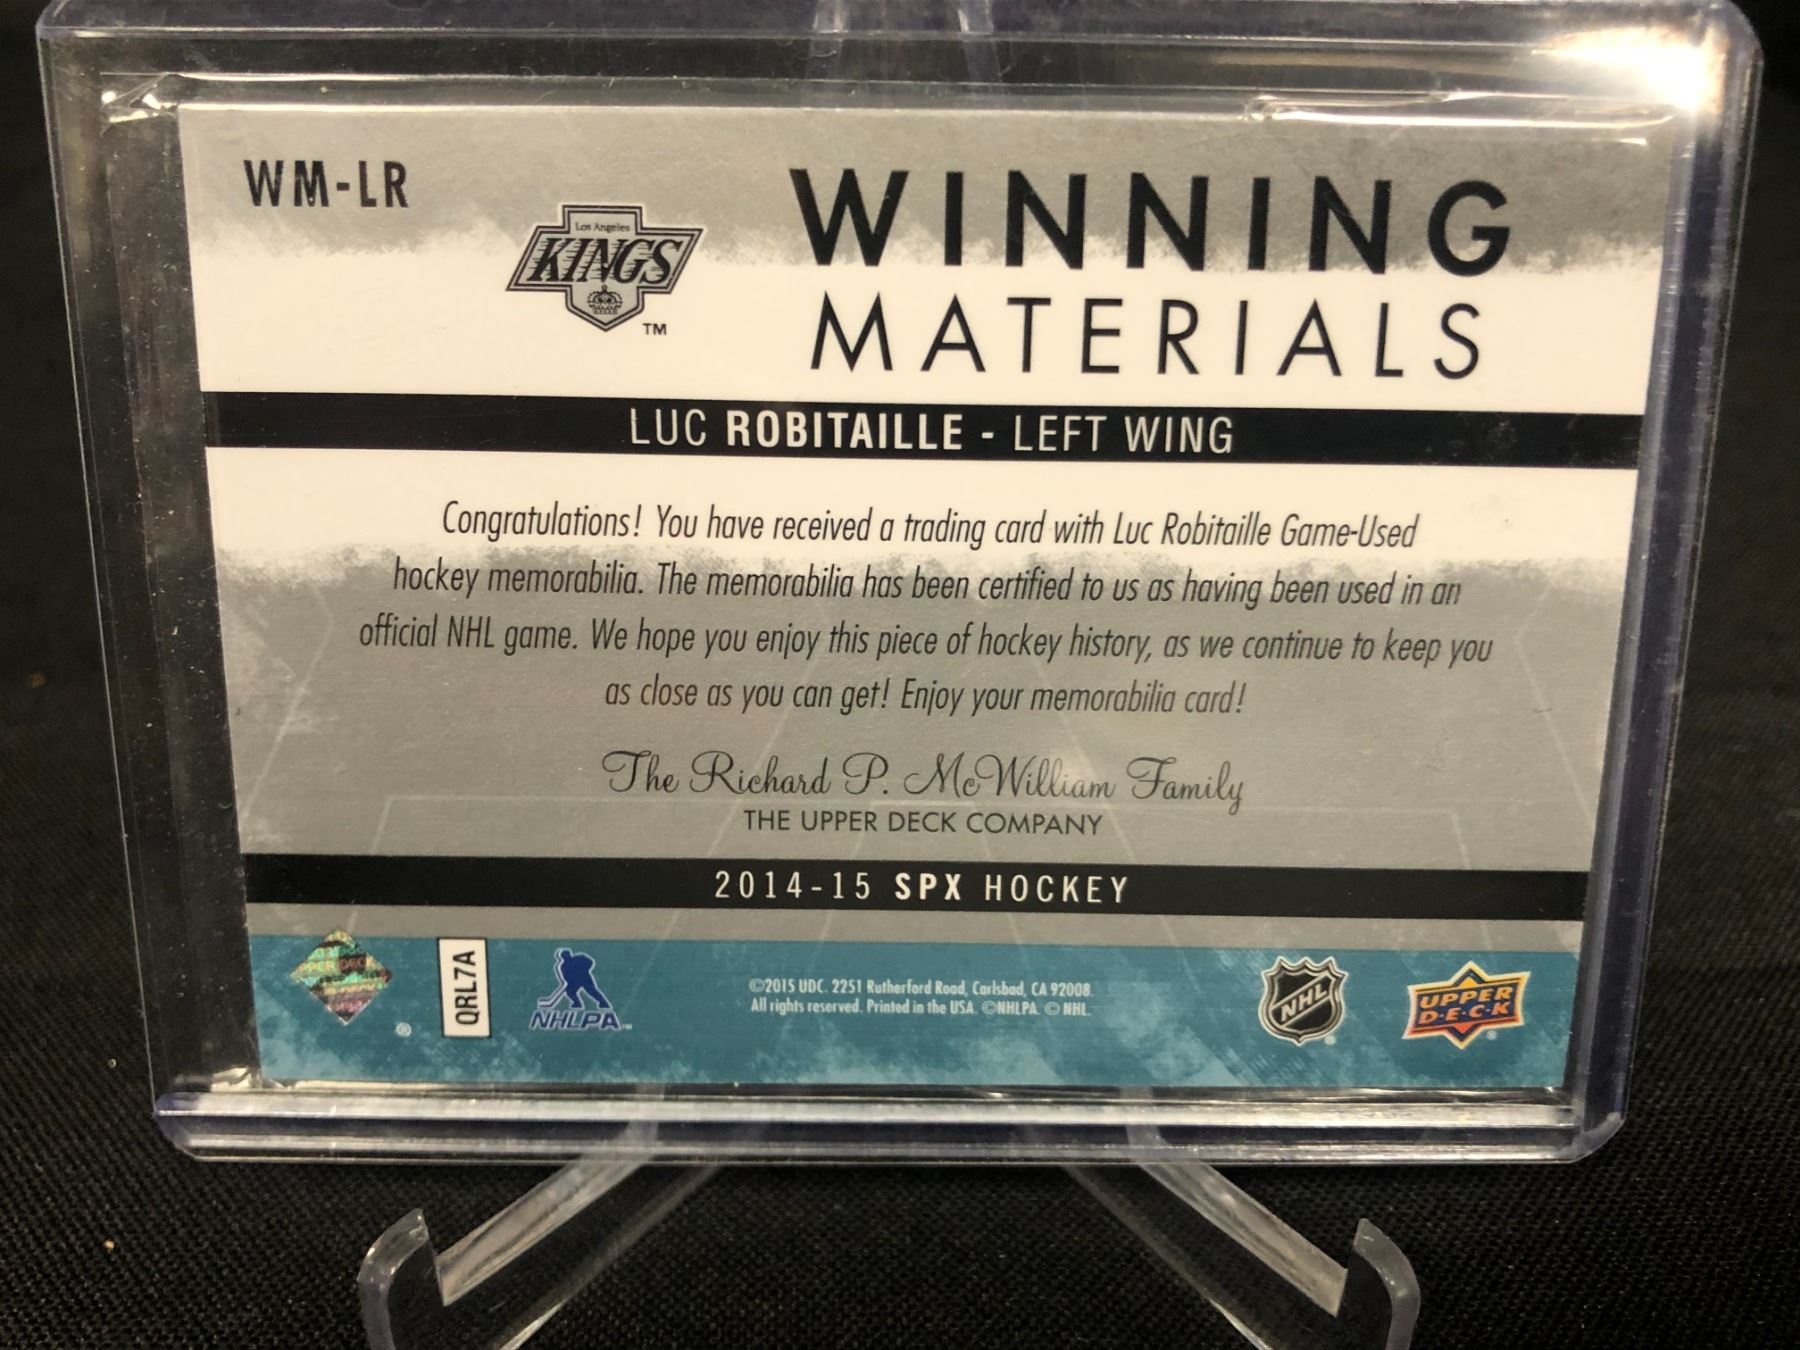 WM-LR
Los Angeles
KINGS
TM
WINNING
MATERIALS
LUC ROBITAILLE - LEFT WING
Congratulations! You have received a trading card with Luc Robitaille Game-Used
hockey memorabilia. The memorabilia has been certified to us as having been used in an
official NHL game. We hope you enjoy this piece of hockey history, as we continue to keep you
as close as you can get! Enjoy your memorabilia card!
The Richard P. McWilliam Family
THE UPPER DECK COMPANY
2014-15 SPX HOCKEY
UPPER DECK
®
QRL7A
NHLPA
©2015 UDC. 2251 Rutherford Road, Carlsbad, CA 92008.
All rights reserved. Printed in the USA. ©NHLPA. © NHL.
NHL
UPPER
D·E·C·K